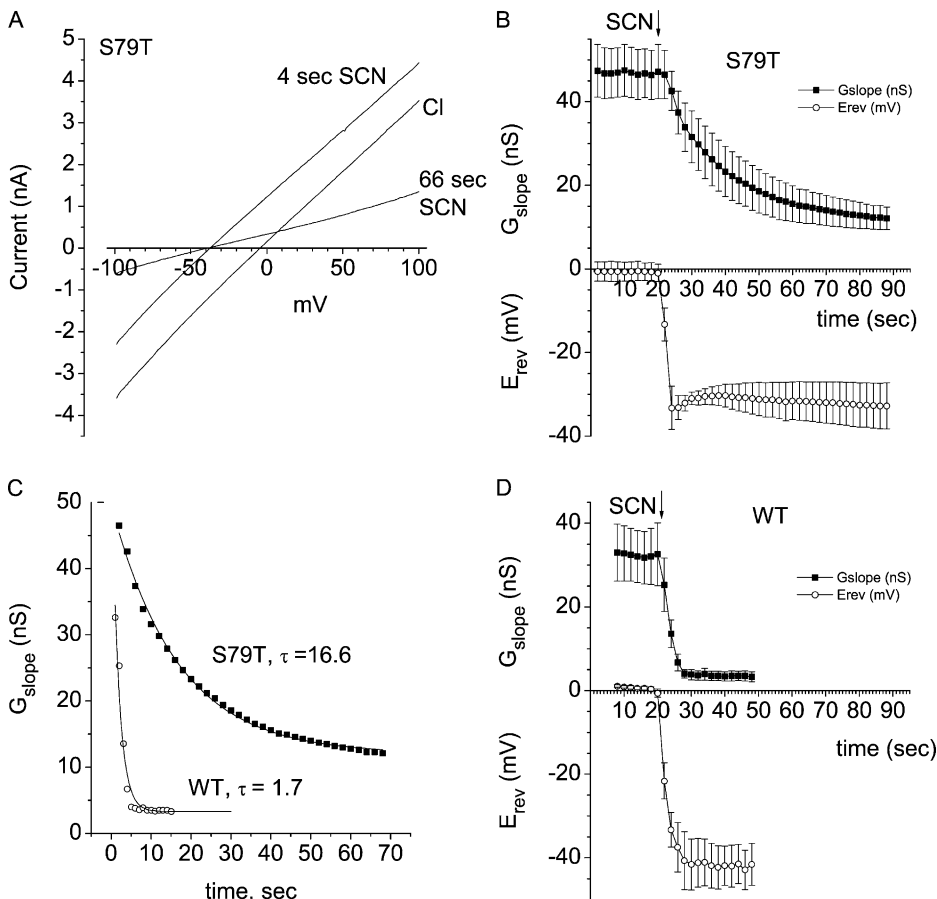 A
S79T
5
4
3
2
1
0
-1
-2
-3
-4
-100
-50
0
50
100
4 sec SCN
Cl
66 sec
SCN
Current (nA)
mV
B
SCN
S79T
Gslope (nS)
Erev (mV)
40
20
0
-20
-40
10 20 30 40 50 60 70 80 90
time (sec)
Gslope (nS)
Erev (mV)
C
50
40
30
20
10
0
S79T, τ =16.6
WT, τ = 1.7
0 10 20 30 40 50 60 70
Gslope (nS)
time, sec
D
SCN
WT
Gslope (nS)
Erev (mV)
40
20
0
-20
-40
10 20 30 40 50 60 70 80 90
time (sec)
Gslope (nS)
Erev (mV)